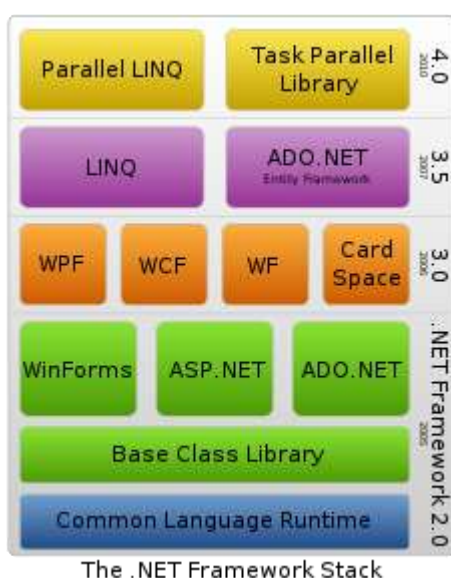 Parallel LINQ
Task Parallel
Library
4.0
2010
LINQ
ADO.NET
Entity Framework
3.5
2007
WPF
WCF
WF
Card
Space
3.0
2006
WinForms
ASP.NET
ADO.NET
Base Class Library
Common Language Runtime
.NET Framework 2.0
2005
The .NET Framework Stack